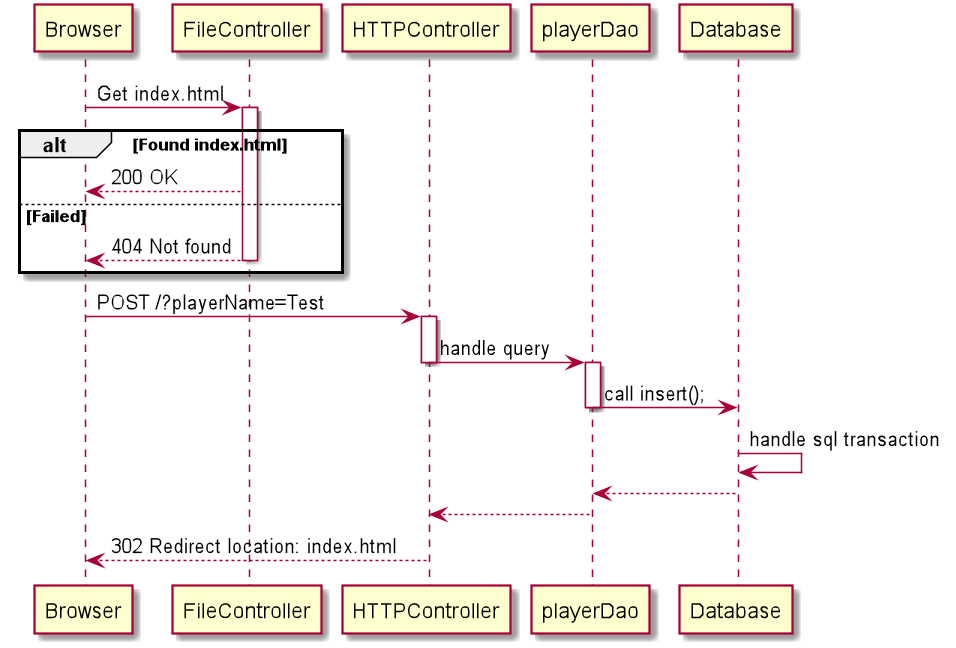 Browser FileController HTTPController playerDao Database
Get index.html
alt [Found index.html]
200 OK
[Failed]
404 Not found
POST /?playerName=Test
handle query
call insert();
handle sql transaction
302 Redirect location: index.html
Browser FileController HTTPController playerDao Database